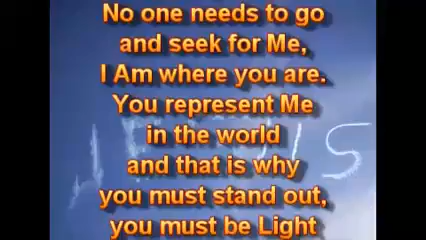 No one needs to go
and seek for Me,
I Am where you are.
You represent Me
in the world
and that is why
you must stand out,
you must be Light
JESUS